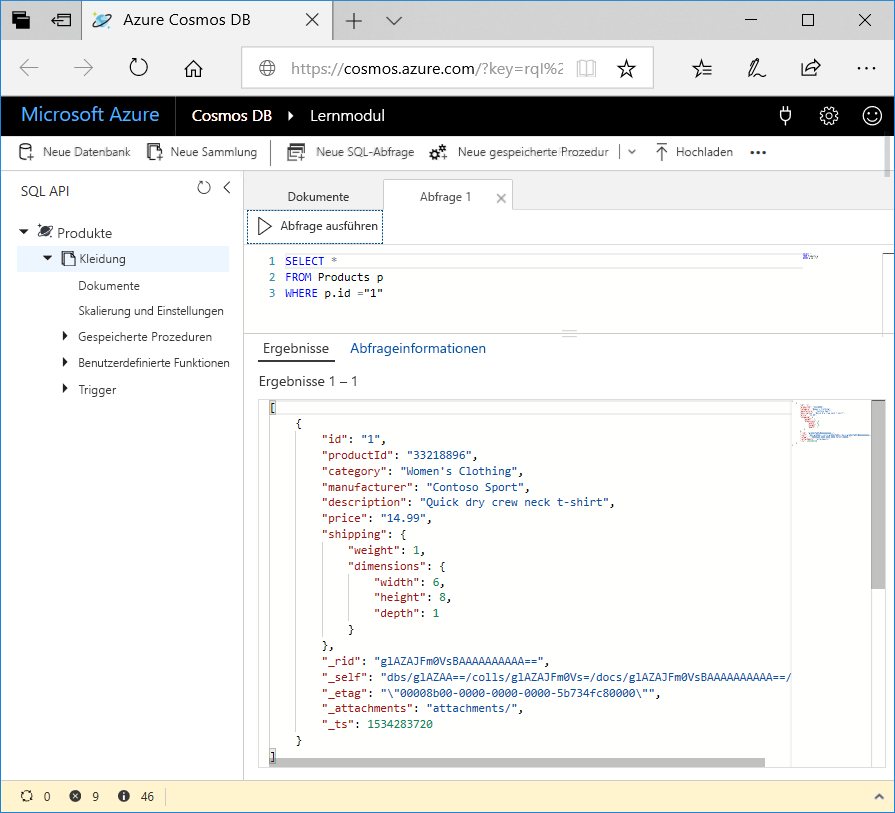 Azure Cosmos DB
https://cosmos.azure.com/?key=rql%2
Microsoft Azure Cosmos DB Lernmodul
Neue Datenbank Neue Sammlung Neue SQL-Abfrage Neue gespeicherte Prozedur Hochladen
SQL API
Produkte
Kleidung
Dokumente
Skalierung und Einstellungen
Gespeicherte Prozeduren
Benutzerdefinierte Funktionen
Trigger
Dokumente Abfrage 1
Abfrage ausführen
1 SELECT *
2 FROM Products p
3 WHERE p.id ="1"
Ergebnisse Abfrageinformationen
Ergebnisse 1 – 1
[
{
"id": "1",
"productId": "33218896",
"category": "Women's Clothing",
"manufacturer": "Contoso Sport",
"description": "Quick dry crew neck t-shirt",
"price": "14.99",
"shipping": {
"weight": 1,
"dimensions": {
"width": 6,
"height": 8,
"depth": 1
}
},
"_rid": "glAZAJFm0VsBAAAAAAAAAA==",
"_self": "dbs/glAZAA==/colls/glAZAJFm0Vs=/docs/glAZAJFm0VsBAAAAAAAAAA==/
"_etag": "\"00008b00-0000-0000-0000-5b734fc80000\"",
"_attachments": "attachments/",
"_ts": 1534283720
}
]
0 9 46